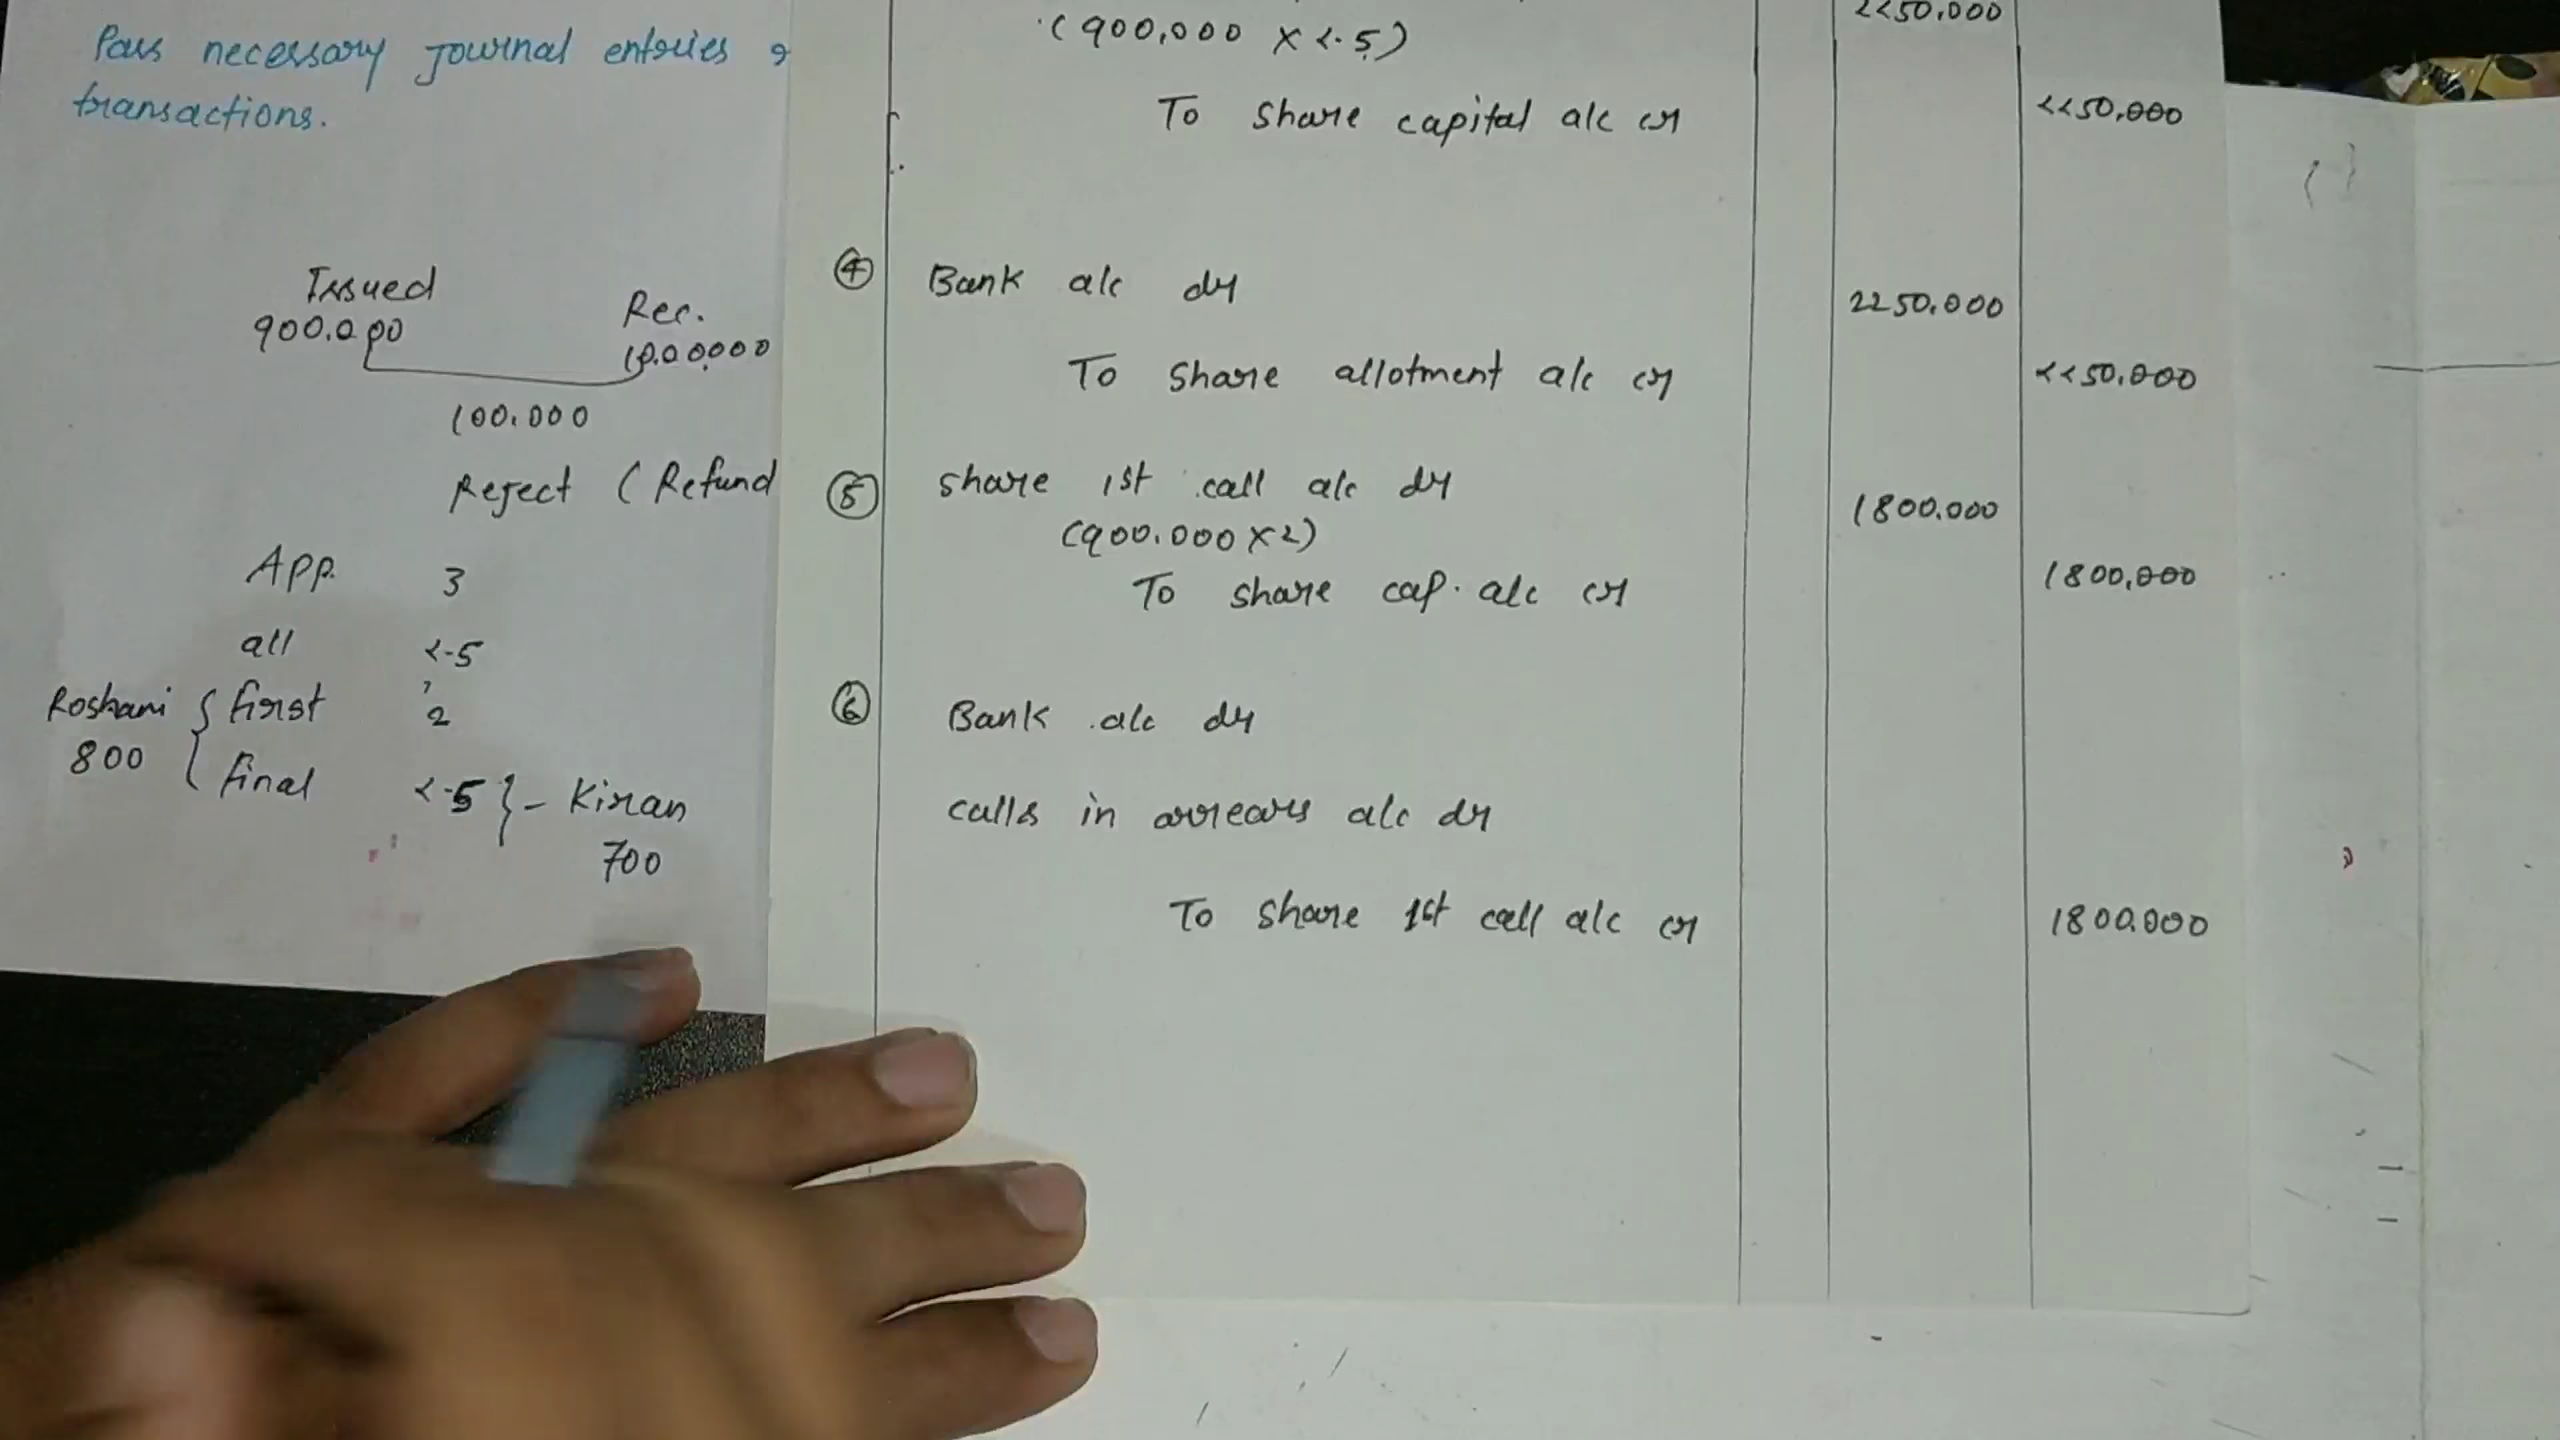 Pass necessary Journal entries
transactions.
Issued
900.000
Rec.
10.00000
100.000
Reject (Refund
App. 3
all 2.5
Roshani { first 2
800 { final 2.5 } - Kiran
700
2250.000
(900,000 x 2.5)
To share capital a/c cr 2250,000
4 Bank a/c dr 2250.000
To share allotment a/c cr 2250.000
5 share 1st call a/c dr 1800.000
(900.000 x 2)
To share cap. a/c cr 1800,000
6 Bank a/c dr
calls in arrears a/c dr
To share 1st call a/c cr 1800.000